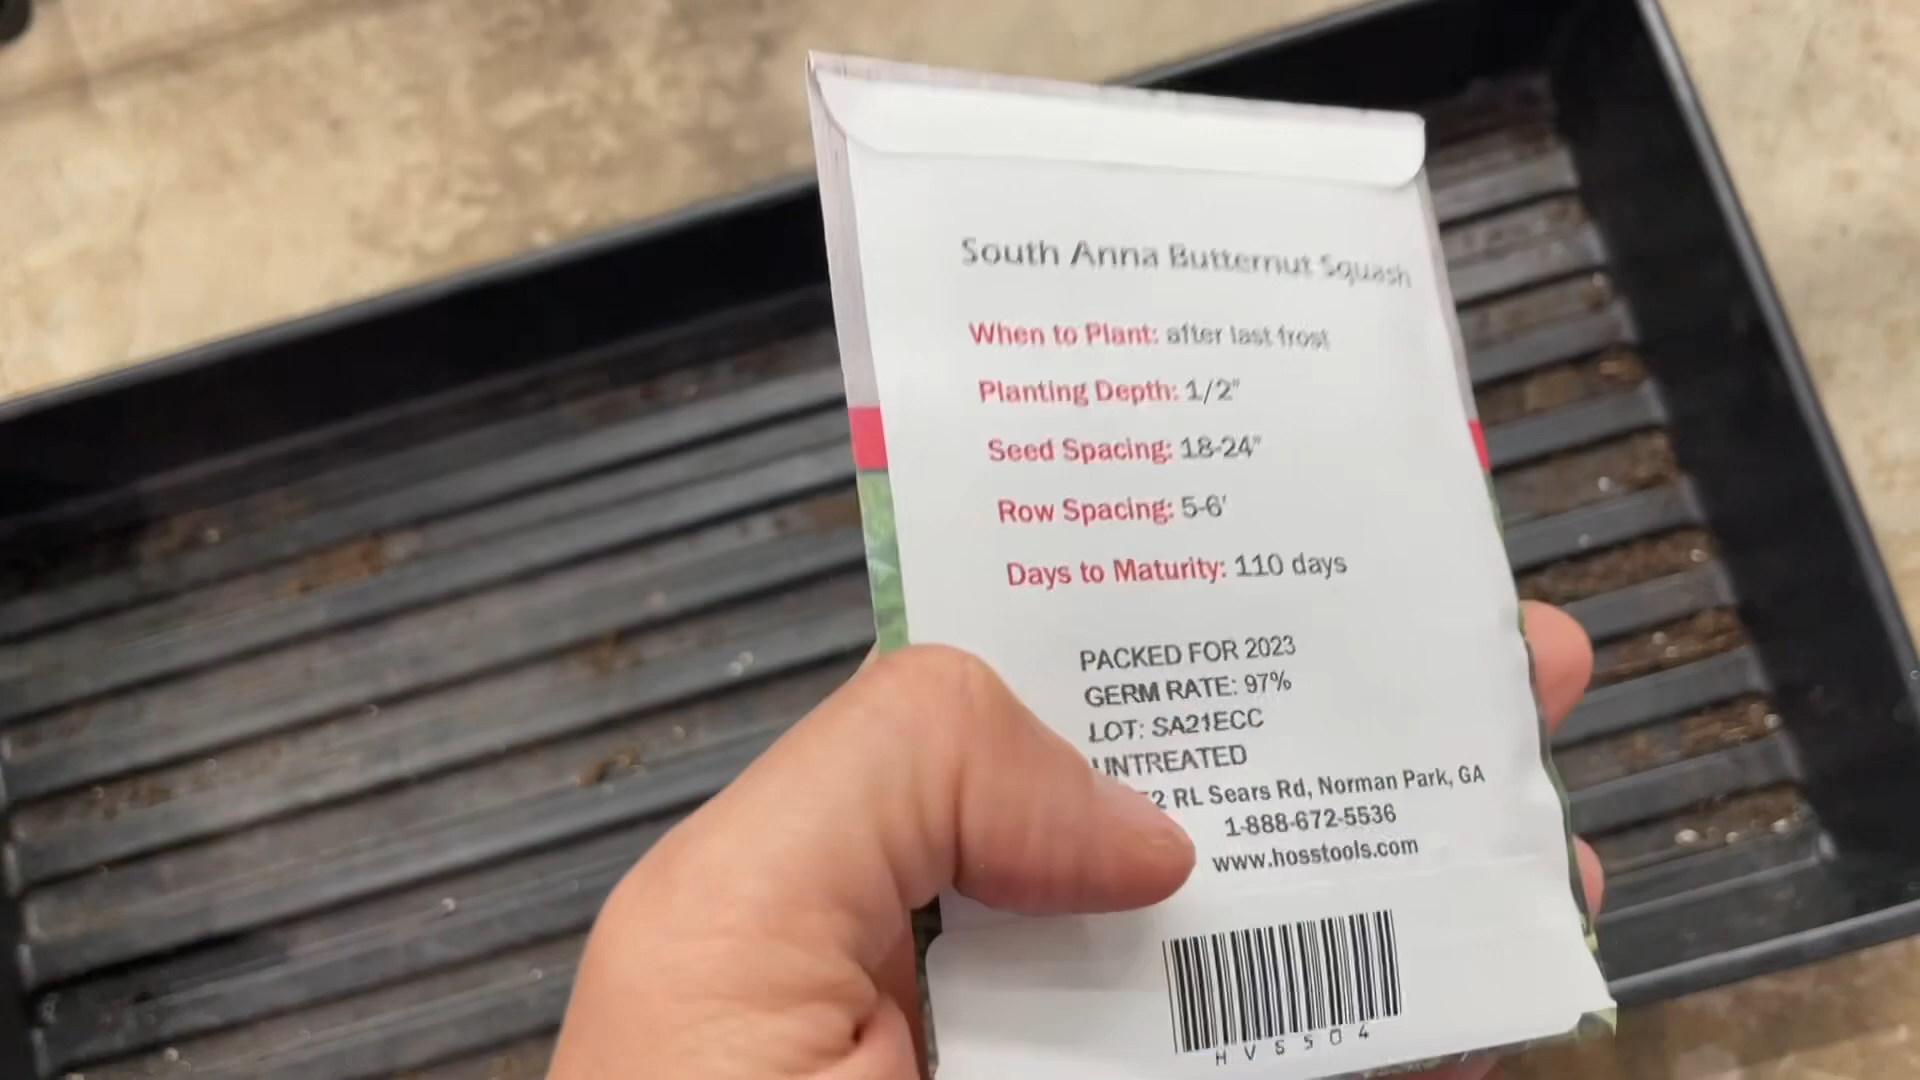 South Anna Butternut Squash
When to Plant: after last frost
Planting Depth: 1/2"
Seed Spacing: 18-24"
Row Spacing: 5-6'
Days to Maturity: 110 days
PACKED FOR 2023
GERM RATE: 97%
LOT: SA21ECC
UNTREATED
RL Sears Rd, Norman Park, GA
1-888-672-5536
www.hosstools.com